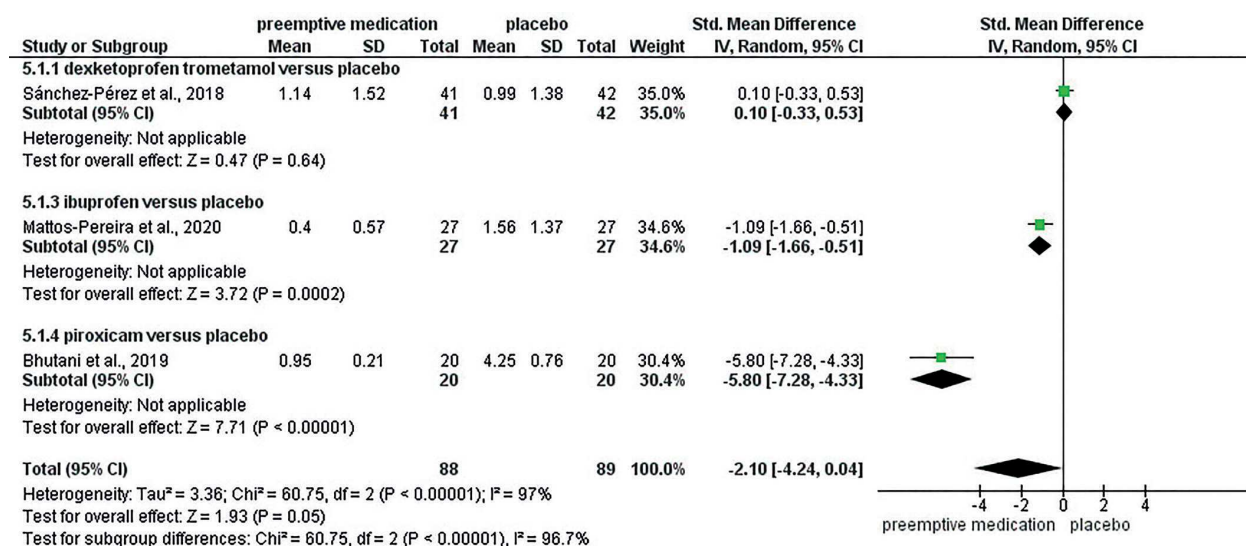 preemptive medication placebo Std. Mean Difference Std. Mean Difference
Study or Subgroup Mean SD Total Mean SD Total Weight IV, Random, 95% CI IV, Random, 95% CI
5.1.1 dexketoprofen trometamol versus placebo
Sánchez-Pérez et al., 2018 1.14 1.52 41 0.99 1.38 42 35.0% 0.10 [-0.33, 0.53]
Subtotal (95% CI) 41 42 35.0% 0.10 [-0.33, 0.53]
Heterogeneity: Not applicable
Test for overall effect: Z = 0.47 (P = 0.64)
5.1.3 ibuprofen versus placebo
Mattos-Pereira et al., 2020 0.4 0.57 27 1.56 1.37 27 34.6% -1.09 [-1.66, -0.51]
Subtotal (95% CI) 27 27 34.6% -1.09 [-1.66, -0.51]
Heterogeneity: Not applicable
Test for overall effect: Z = 3.72 (P = 0.0002)
5.1.4 piroxicam versus placebo
Bhutani et al., 2019 0.95 0.21 20 4.25 0.76 20 30.4% -5.80 [-7.28, -4.33]
Subtotal (95% CI) 20 20 30.4% -5.80 [-7.28, -4.33]
Heterogeneity: Not applicable
Test for overall effect: Z = 7.71 (P < 0.00001)
Total (95% CI) 88 89 100.0% -2.10 [-4.24, 0.04]
Heterogeneity: Tau² = 3.36; Chi² = 60.75, df = 2 (P < 0.00001); I² = 97%
Test for overall effect: Z = 1.93 (P = 0.05)
Test for subgroup differences: Chi² = 60.75, df = 2 (P < 0.00001), I² = 96.7%
-4 -2 0 2 4
preemptive medication placebo